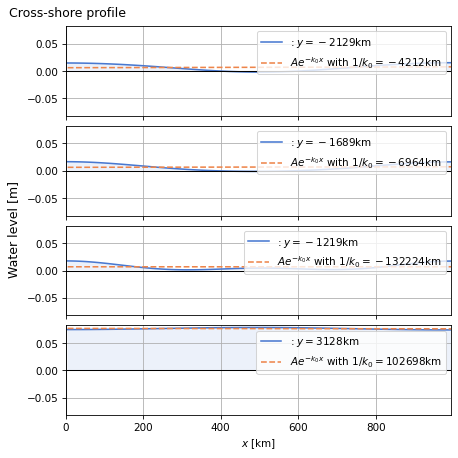 Cross-shore profile
Water level [m]
0.05
0.00
−0.05
: y = −2129km
Ae^{−k₀x} with 1/k₀ = −4212km
0.05
0.00
−0.05
: y = −1689km
Ae^{−k₀x} with 1/k₀ = −6964km
0.05
0.00
−0.05
: y = −1219km
Ae^{−k₀x} with 1/k₀ = −132224km
0.05
0.00
−0.05
: y = 3128km
Ae^{−k₀x} with 1/k₀ = 102698km
0 200 400 600 800
x [km]